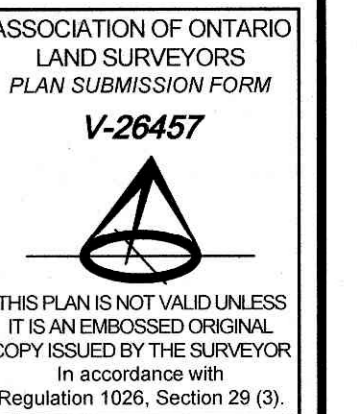 ASSOCIATION OF ONTARIO
LAND SURVEYORS
PLAN SUBMISSION FORM
V-26457
THIS PLAN IS NOT VALID UNLESS
IT IS AN EMBOSSED ORIGINAL
COPY ISSUED BY THE SURVEYOR
In accordance with
Regulation 1026, Section 29 (3).